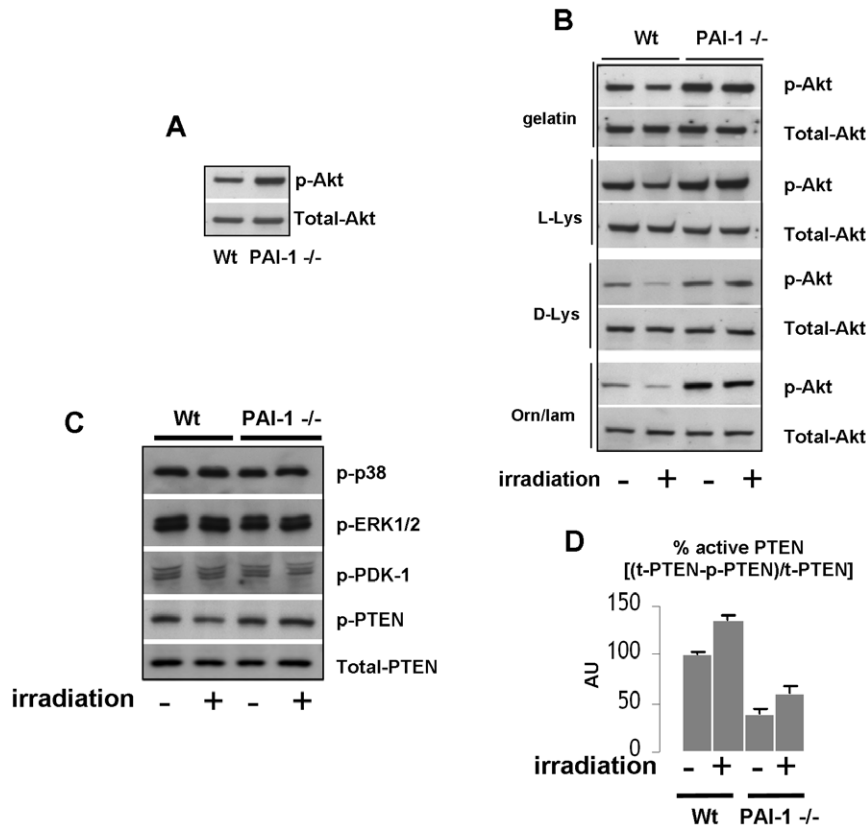 A
p-Akt
Total-Akt
Wt PAI-1 -/-
B
Wt PAI-1 -/-
gelatin
p-Akt
Total-Akt
L-Lys
p-Akt
Total-Akt
D-Lys
p-Akt
Total-Akt
Orn/lam
p-Akt
Total-Akt
irradiation - + - +
C
Wt PAI-1 -/-
p-p38
p-ERK1/2
p-PDK-1
p-PTEN
Total-PTEN
irradiation - + - +
D
% active PTEN
[(t-PTEN-p-PTEN)/t-PTEN]
AU
150
100
50
0
irradiation - + - +
Wt PAI-1 -/-